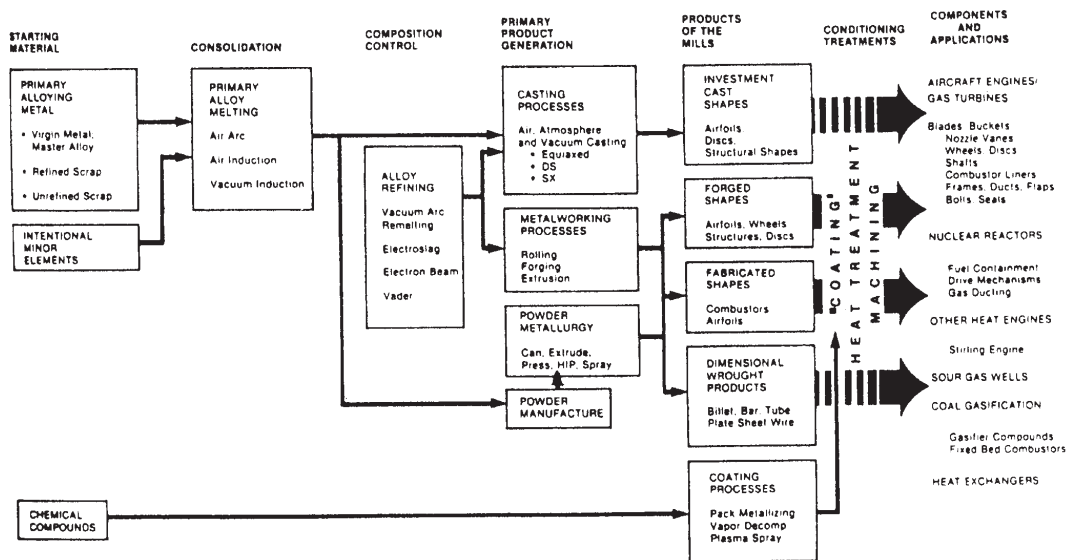 STARTING
MATERIAL
CONSOLIDATION
COMPOSITION
CONTROL
PRIMARY
PRODUCT
GENERATION
PRODUCTS
OF THE
MILLS
CONDITIONING
TREATMENTS
COMPONENTS
AND
APPLICATIONS
PRIMARY
ALLOYING
METAL
• Virgin Metal;
Master Alloy
• Refined Scrap
• Unrefined Scrap
INTENTIONAL
MINOR
ELEMENTS
PRIMARY
ALLOY
MELTING
Air Arc
Air Induction
Vacuum Induction
ALLOY
REFINING
Vacuum Arc
Remelting
Electroslag
Electron Beam
Vader
CASTING
PROCESSES
Air, Atmosphere
and Vacuum Casting
• Equiaxed
• DS
• SX
METALWORKING
PROCESSES
Rolling
Forging
Extrusion
POWDER
METALLURGY
Can, Extrude,
Press, HIP, Spray
POWDER
MANUFACTURE
INVESTMENT
CAST
SHAPES
Airfoils
Discs,
Structural Shapes
FORGED
SHAPES
Airfoils, Wheels
Structures, Discs
FABRICATED
SHAPES
Combustors
Airfoils
DIMENSIONAL
WROUGHT
PRODUCTS
Billet, Bar, Tube
Plate Sheet Wire
COATING
PROCESSES
Pack Metallizing
Vapor Decomp
Plasma Spray
CHEMICAL
COMPOUNDS
"COATING"
HEAT TREATMENT
MACHINING
AIRCRAFT ENGINES/
GAS TURBINES
Blades Buckets
Nozzle Vanes
Wheels, Discs
Shafts
Combustor Liners
Frames, Ducts, Flaps
Bolts, Seals
NUCLEAR REACTORS
Fuel Containment
Drive Mechanisms
Gas Ducting
OTHER HEAT ENGINES
Stirling Engine
SOUR GAS WELLS
COAL GASIFICATION
Gasifier Compounds
Fixed Bed Combustors
HEAT EXCHANGERS